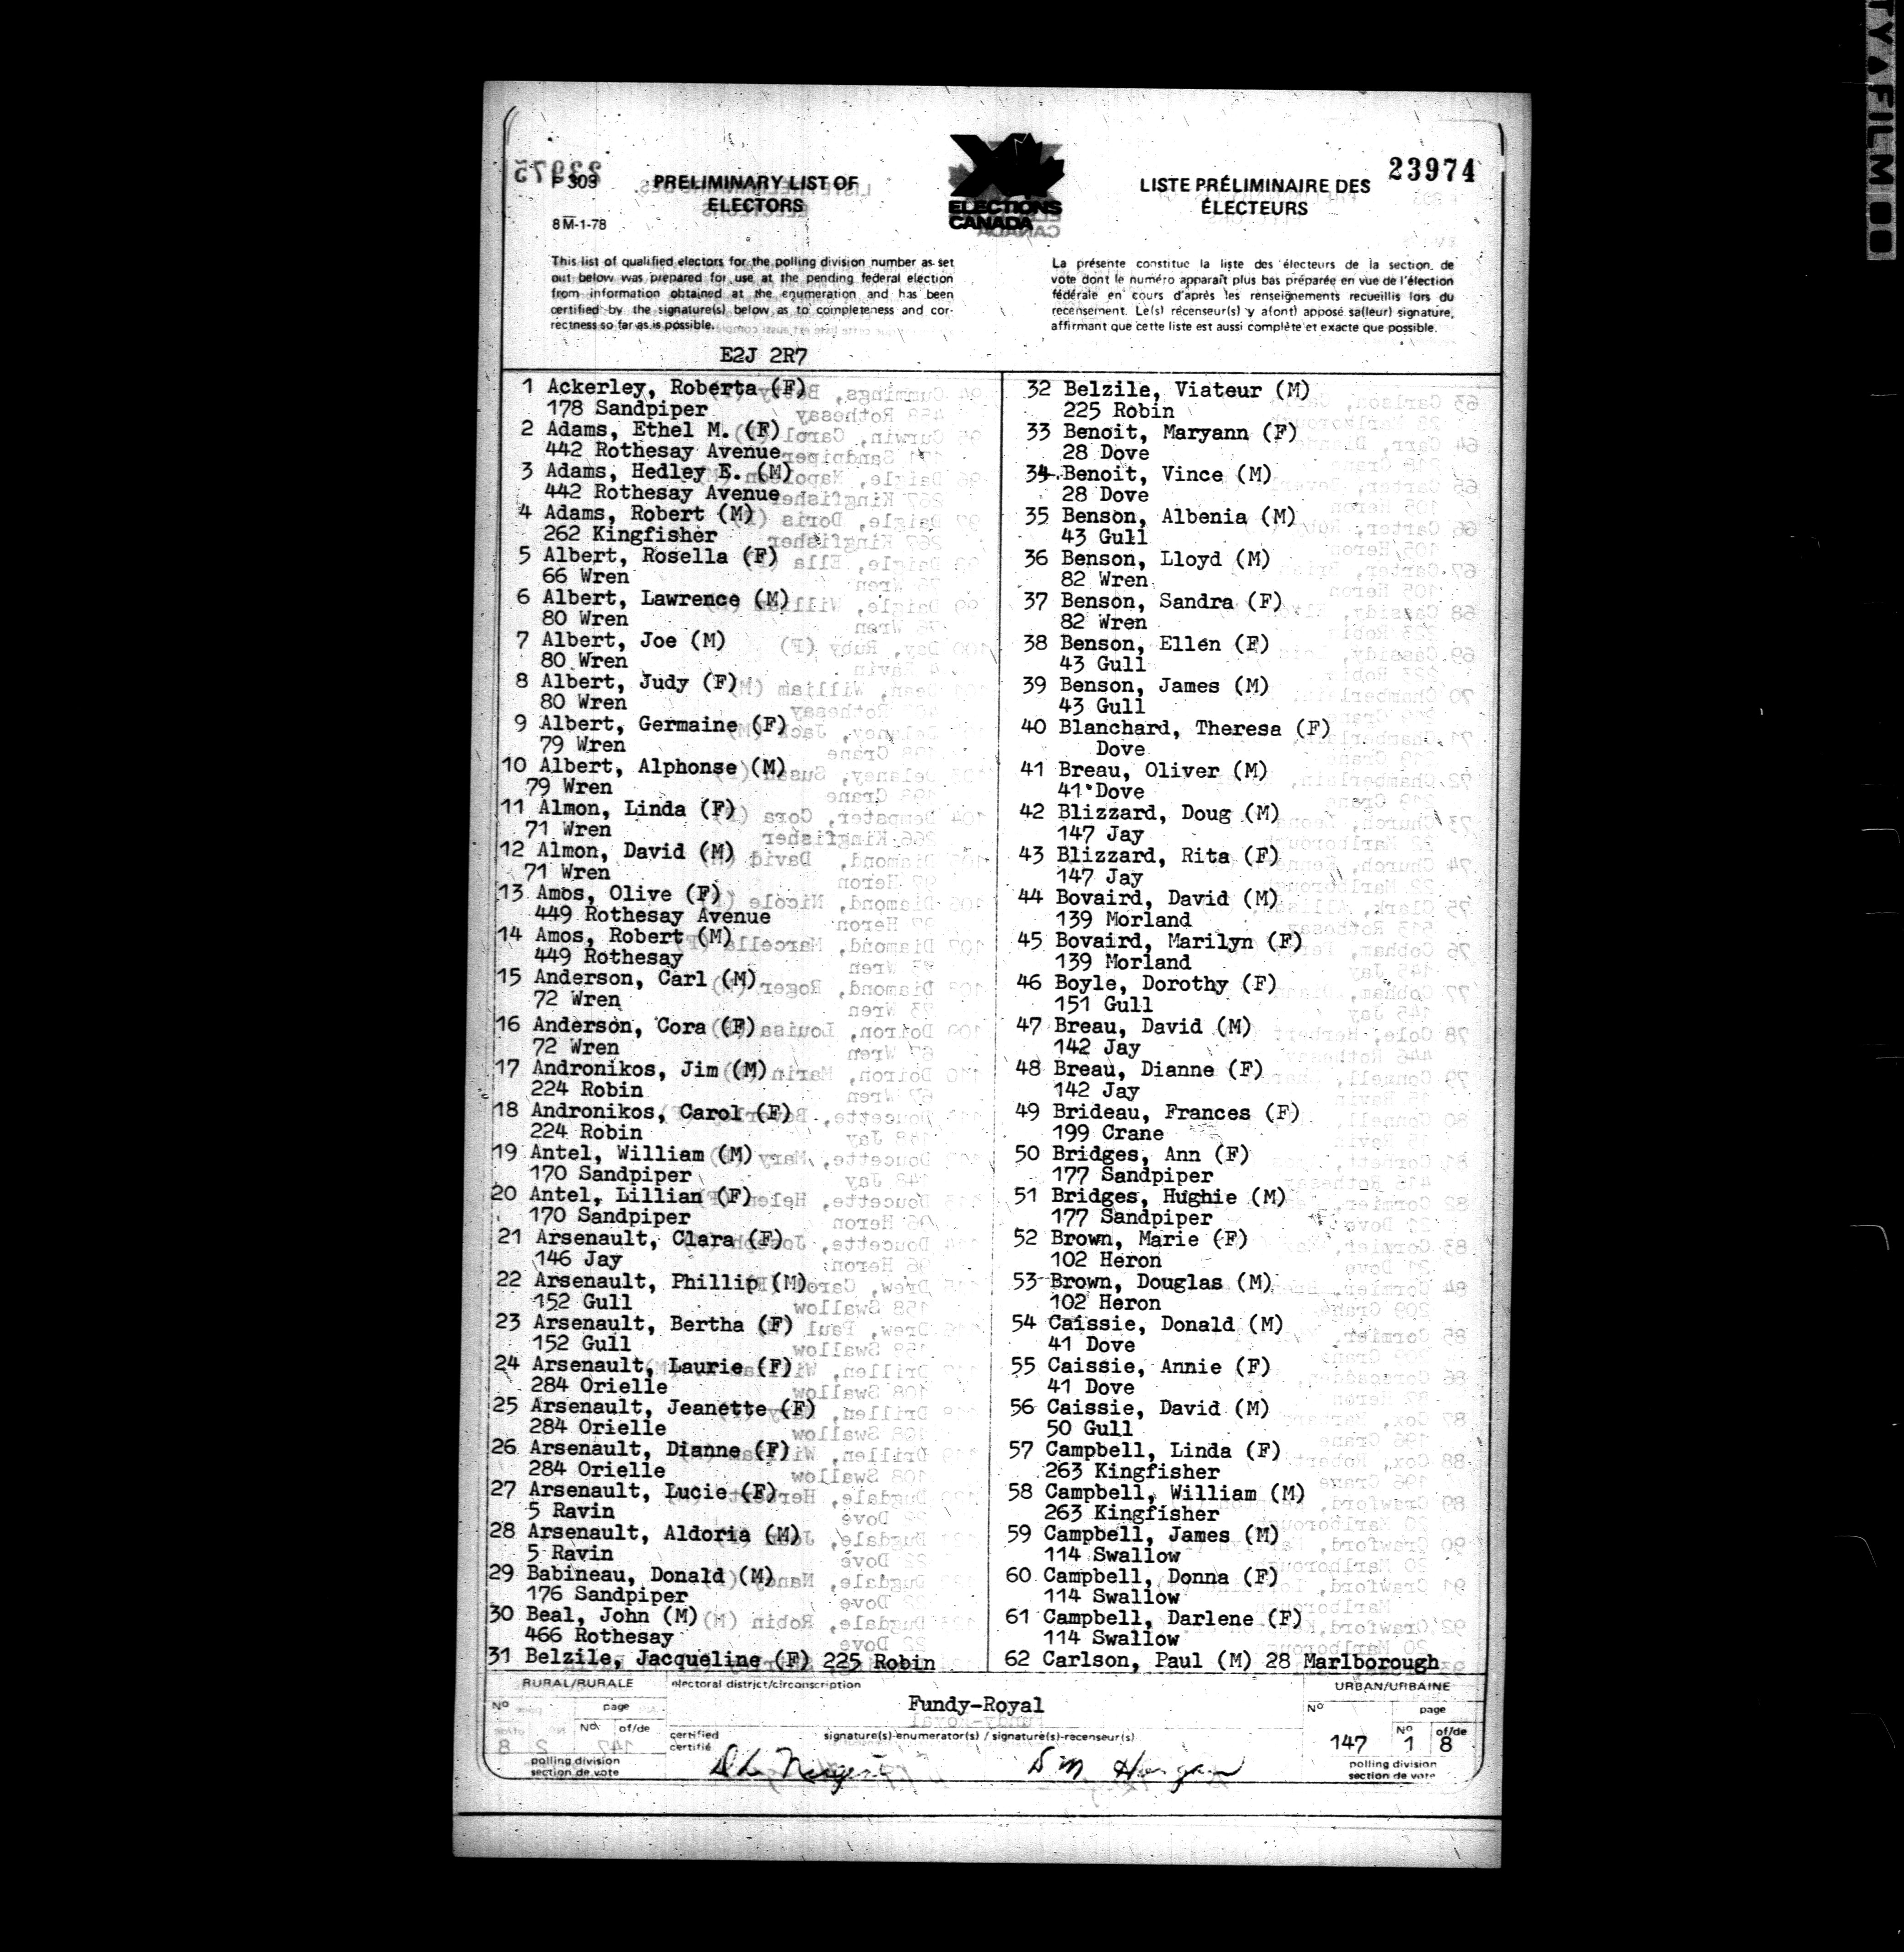 23974
F 309
PRELIMINARY LIST OF
ELECTORS
8M-1-78
ELECTIONS
CANADA
LISTE PRÉLIMINAIRE DES
ÉLECTEURS
This list of qualified electors for the polling division number as set
out below was prepared for use at the pending federal election
from information obtained at the enumeration and has been
certified by the signature(s) below as to completeness and cor-
rectness so far as is possible.
La présente constitue la liste des électeurs de la section de
vote dont le numéro apparaît plus bas préparée en vue de l'élection
fédérale en cours d'après les renseignements recueillis lors du
recensement. Le(s) récenseur(s) y a(ont) apposé sa(leur) signature,
affirmant que cette liste est aussi complète et exacte que possible.
E2J 2R7
1 Ackerley, Roberta (F)
178 Sandpiper
2 Adams, Ethel M. (F)
442 Rothesay Avenue
3 Adams, Hedley E. (M)
442 Rothesay Avenue
4 Adams, Robert (M)
262 Kingfisher
5 Albert, Rosella (F)
66 Wren
6 Albert, Lawrence (M)
80 Wren
7 Albert, Joe (M)
80 Wren
8 Albert, Judy (F)
80 Wren
9 Albert, Germaine (F)
79 Wren
10 Albert, Alphonse (M)
79 Wren
11 Almon, Linda (F)
71 Wren
12 Almon, David (M)
71 Wren
13 Amos, Olive (F)
449 Rothesay Avenue
14 Amos, Robert (M)
449 Rothesay
15 Anderson, Carl (M)
72 Wren
16 Anderson, Cora (F)
72 Wren
17 Andronikos, Jim (M)
224 Robin
18 Andronikos, Carol (F)
224 Robin
19 Antel, William (M)
170 Sandpiper
20 Antel, Lillian (F)
170 Sandpiper
21 Arsenault, Clara (F)
146 Jay
22 Arsenault, Phillip (M)
152 Gull
23 Arsenault, Bertha (F)
152 Gull
24 Arsenault, Laurie (F)
284 Orielle
25 Arsenault, Jeanette (F)
284 Orielle
26 Arsenault, Dianne (F)
284 Orielle
27 Arsenault, Lucie (F)
5 Ravin
28 Arsenault, Aldoria (M)
5 Ravin
29 Babineau, Donald (M)
176 Sandpiper
30 Beal, John (M)
466 Rothesay
31 Belzile, Jacqueline (F) 225 Robin
32 Belzile, Viateur (M)
225 Robin
33 Benoit, Maryann (F)
28 Dove
34 Benoit, Vince (M)
28 Dove
35 Benson, Albenia (M)
43 Gull
36 Benson, Lloyd (M)
82 Wren
37 Benson, Sandra (F)
82 Wren
38 Benson, Ellen (F)
43 Gull
39 Benson, James (M)
43 Gull
40 Blanchard, Theresa (F)
Dove
41 Breau, Oliver (M)
41 Dove
42 Blizzard, Doug (M)
147 Jay
43 Blizzard, Rita (F)
147 Jay
44 Bovaird, David (M)
139 Morland
45 Bovaird, Marilyn (F)
139 Morland
46 Boyle, Dorothy (F)
151 Gull
47 Breau, David (M)
142 Jay
48 Breau, Dianne (F)
142 Jay
49 Brideau, Frances (F)
199 Crane
50 Bridges, Ann (F)
177 Sandpiper
51 Bridges, Hughie (M)
177 Sandpiper
52 Brown, Marie (F)
102 Heron
53 Brown, Douglas (M)
102 Heron
54 Caissie, Donald (M)
41 Dove
55 Caissie, Annie (F)
41 Dove
56 Caissie, David (M)
50 Gull
57 Campbell, Linda (F)
263 Kingfisher
58 Campbell, William (M)
263 Kingfisher
59 Campbell, James (M)
114 Swallow
60 Campbell, Donna (F)
114 Swallow
61 Campbell, Darlene (F)
114 Swallow
62 Carlson, Paul (M) 28 Marlborough
RURAL/RURALE
Nº page
Nº of/de
polling division
section de vote
electoral district/circonscription
Fundy-Royal
certified
certifié
signature(s)-enumerator(s) / signature(s)-recenseur(s)
URBAN/URBAINE
Nº page
Nº of/de
147 1 8
polling division
section de vote